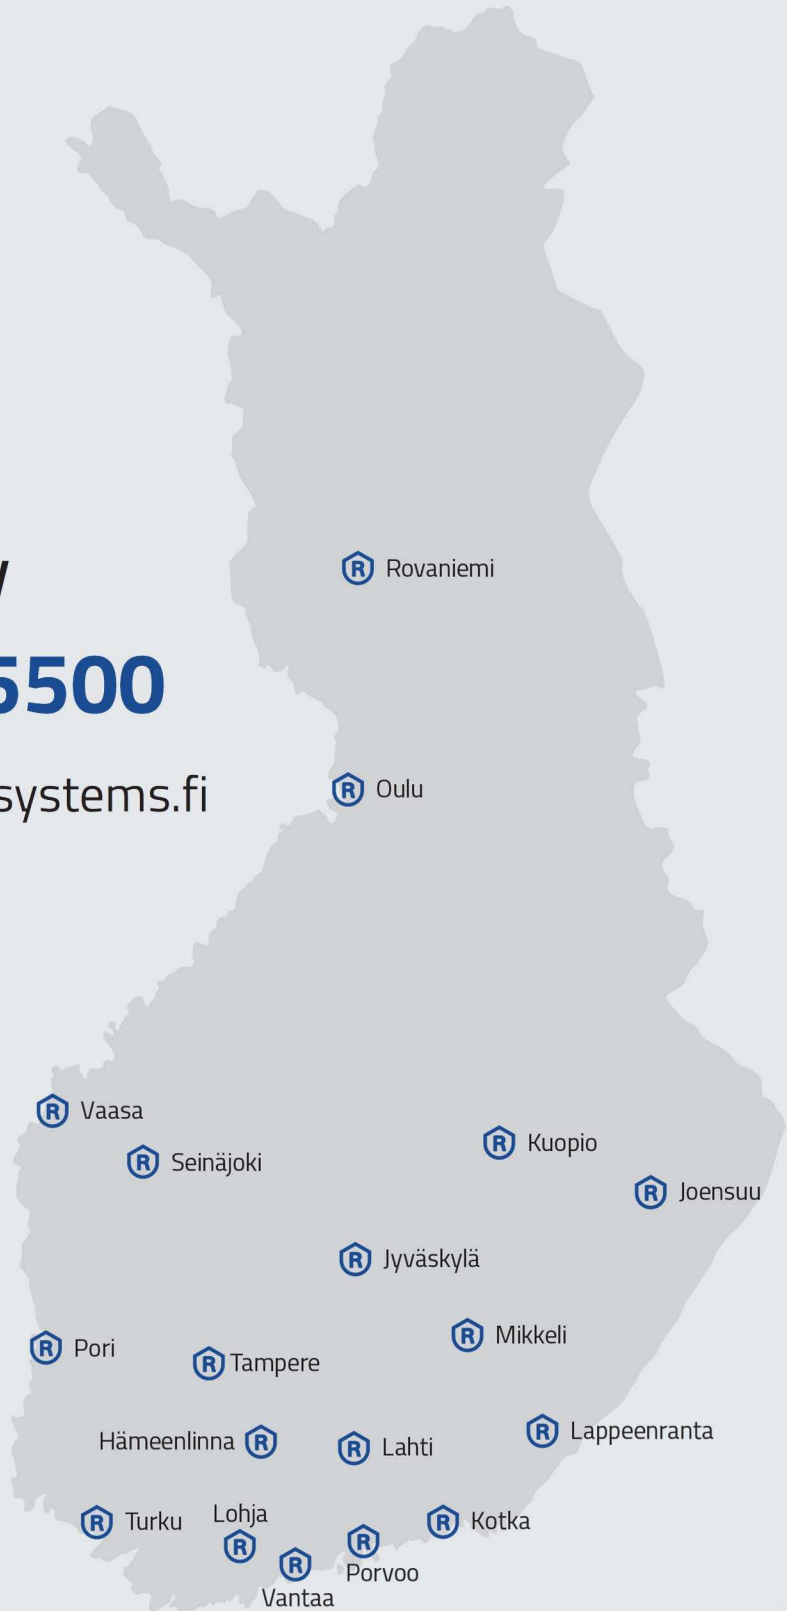 Rovaniemi
5500
Oulu
systems.fi
Vaasa
Kuopio
Seinäjoki
Joensuu
Jyväskylä
Mikkeli
Pori
Tampere
Lappeenranta
Hämeenlinna
Lahti
Lohja
Turku
Kotka
Porvoo
Vantaa